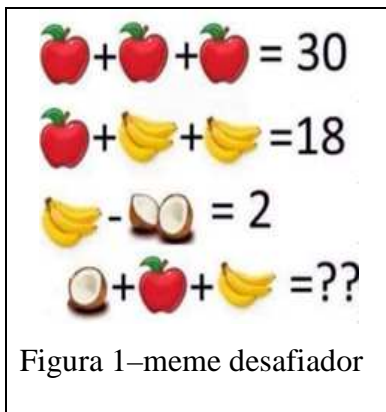 + + = 30
+ + =18
- = 2
+ + =??
Figura 1–meme desafiador